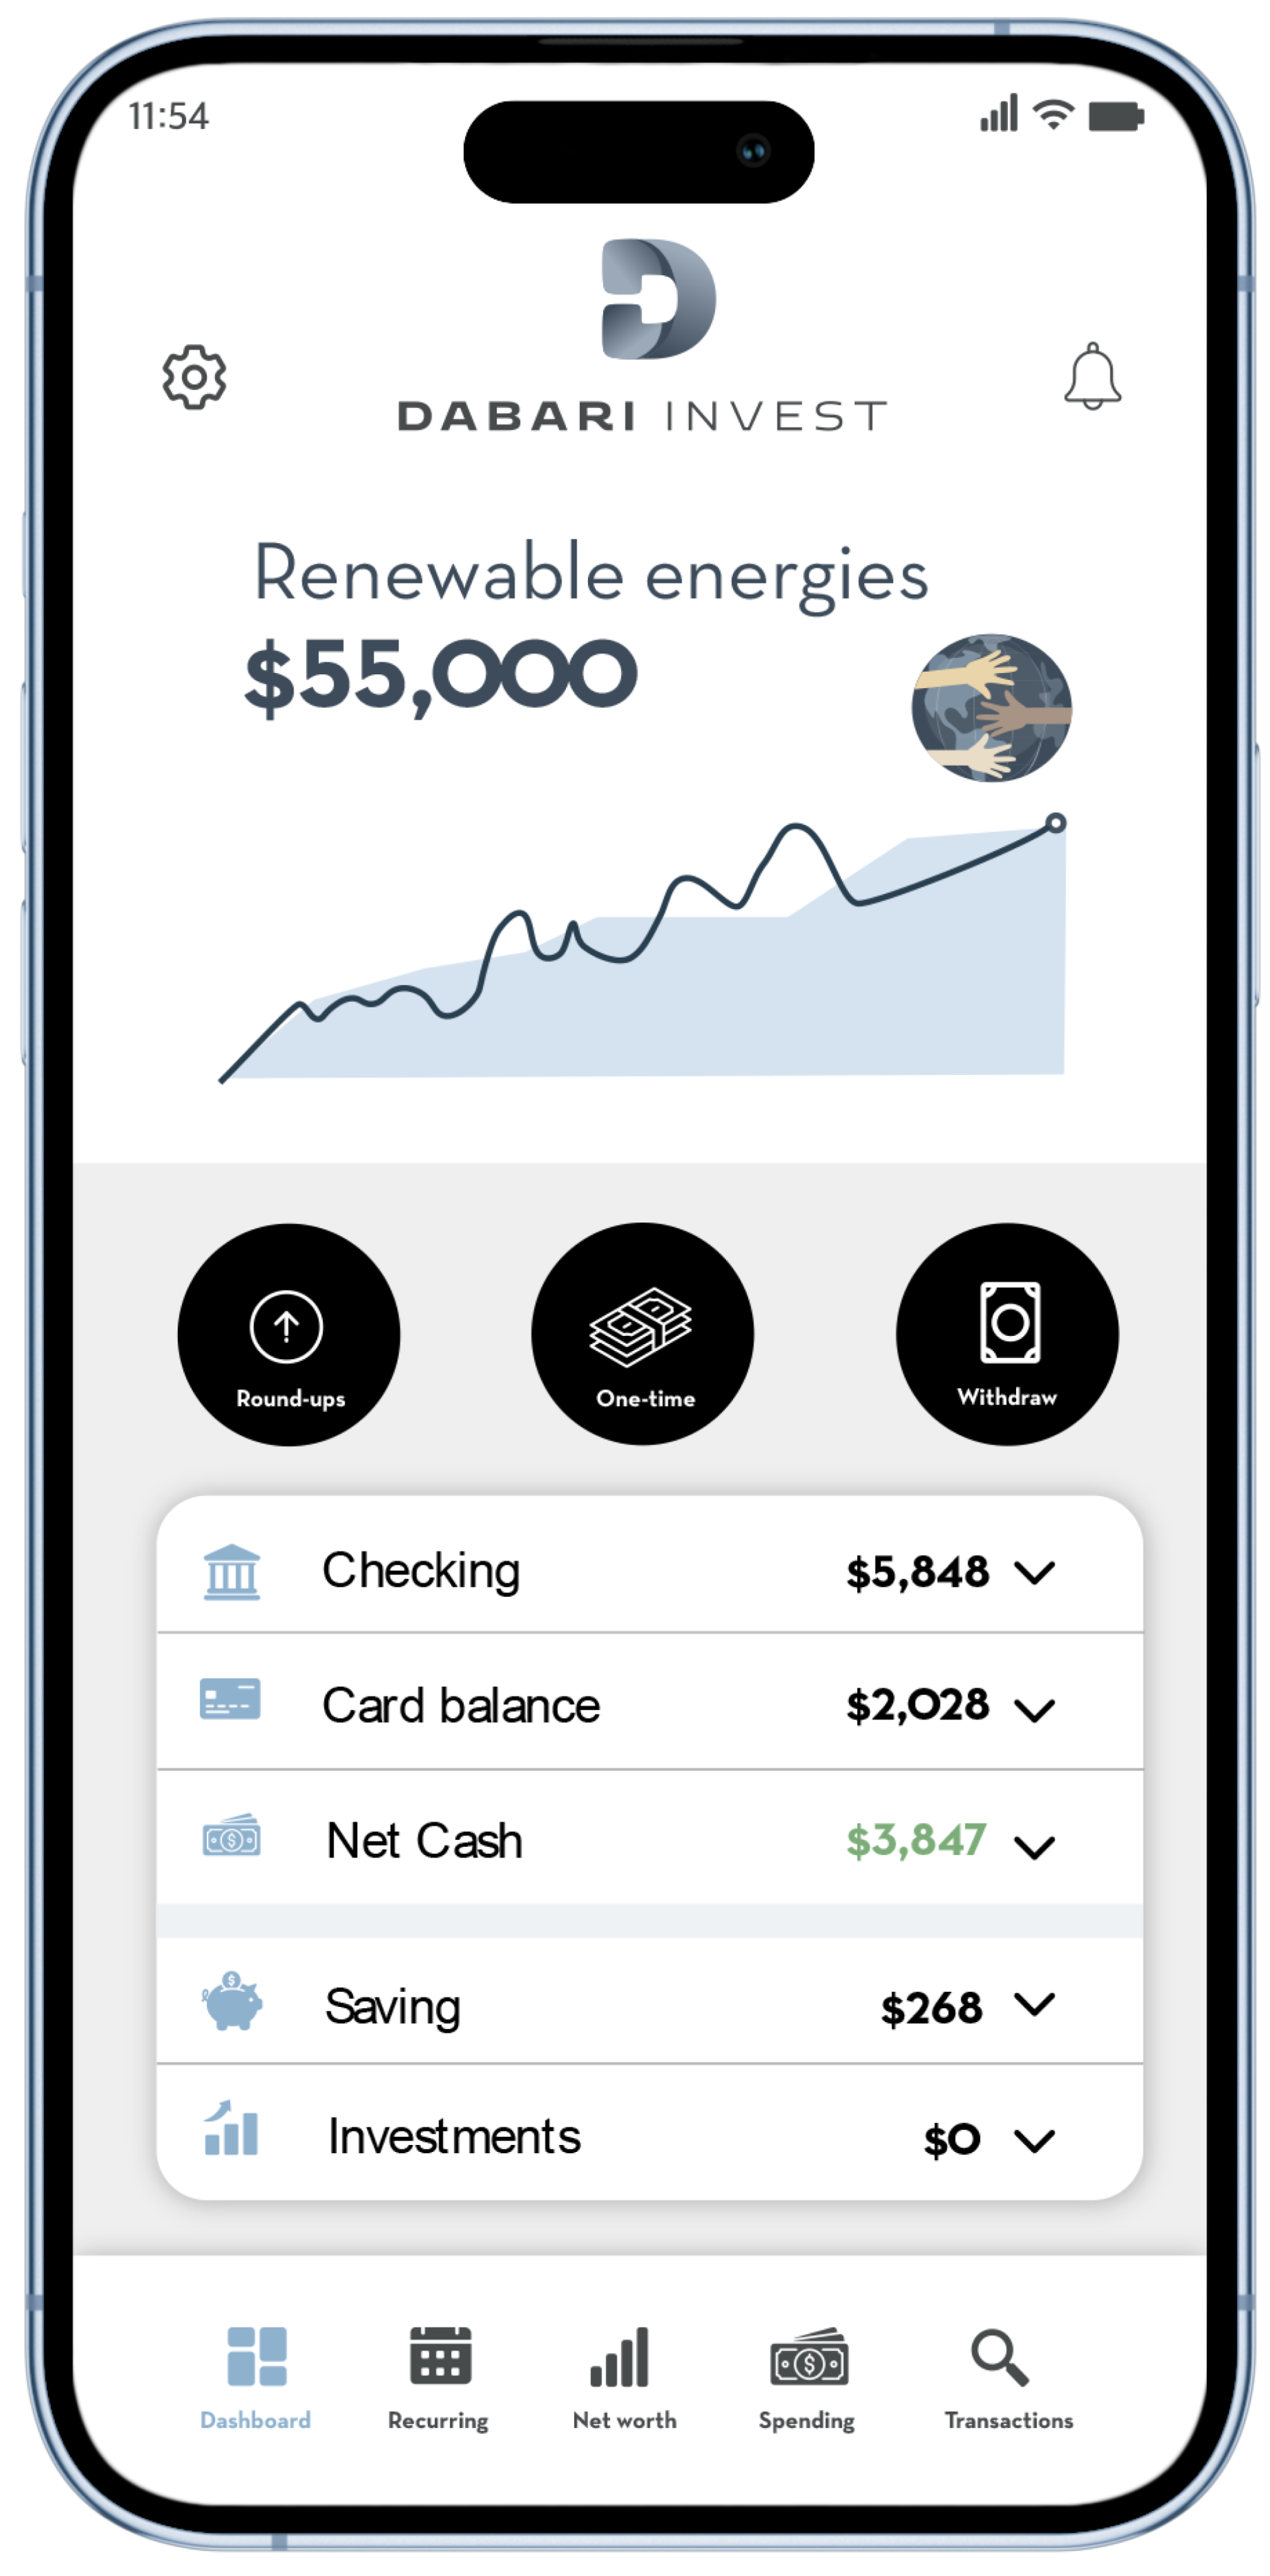 11:54
DABARI INVEST
Renewable energies
$55,000
Round-ups
One-time
Withdraw
Checking $5,848
Card balance $2,028
Net Cash $3,847
Saving $268
Investments $0
Dashboard Recurring Net worth Spending Transactions